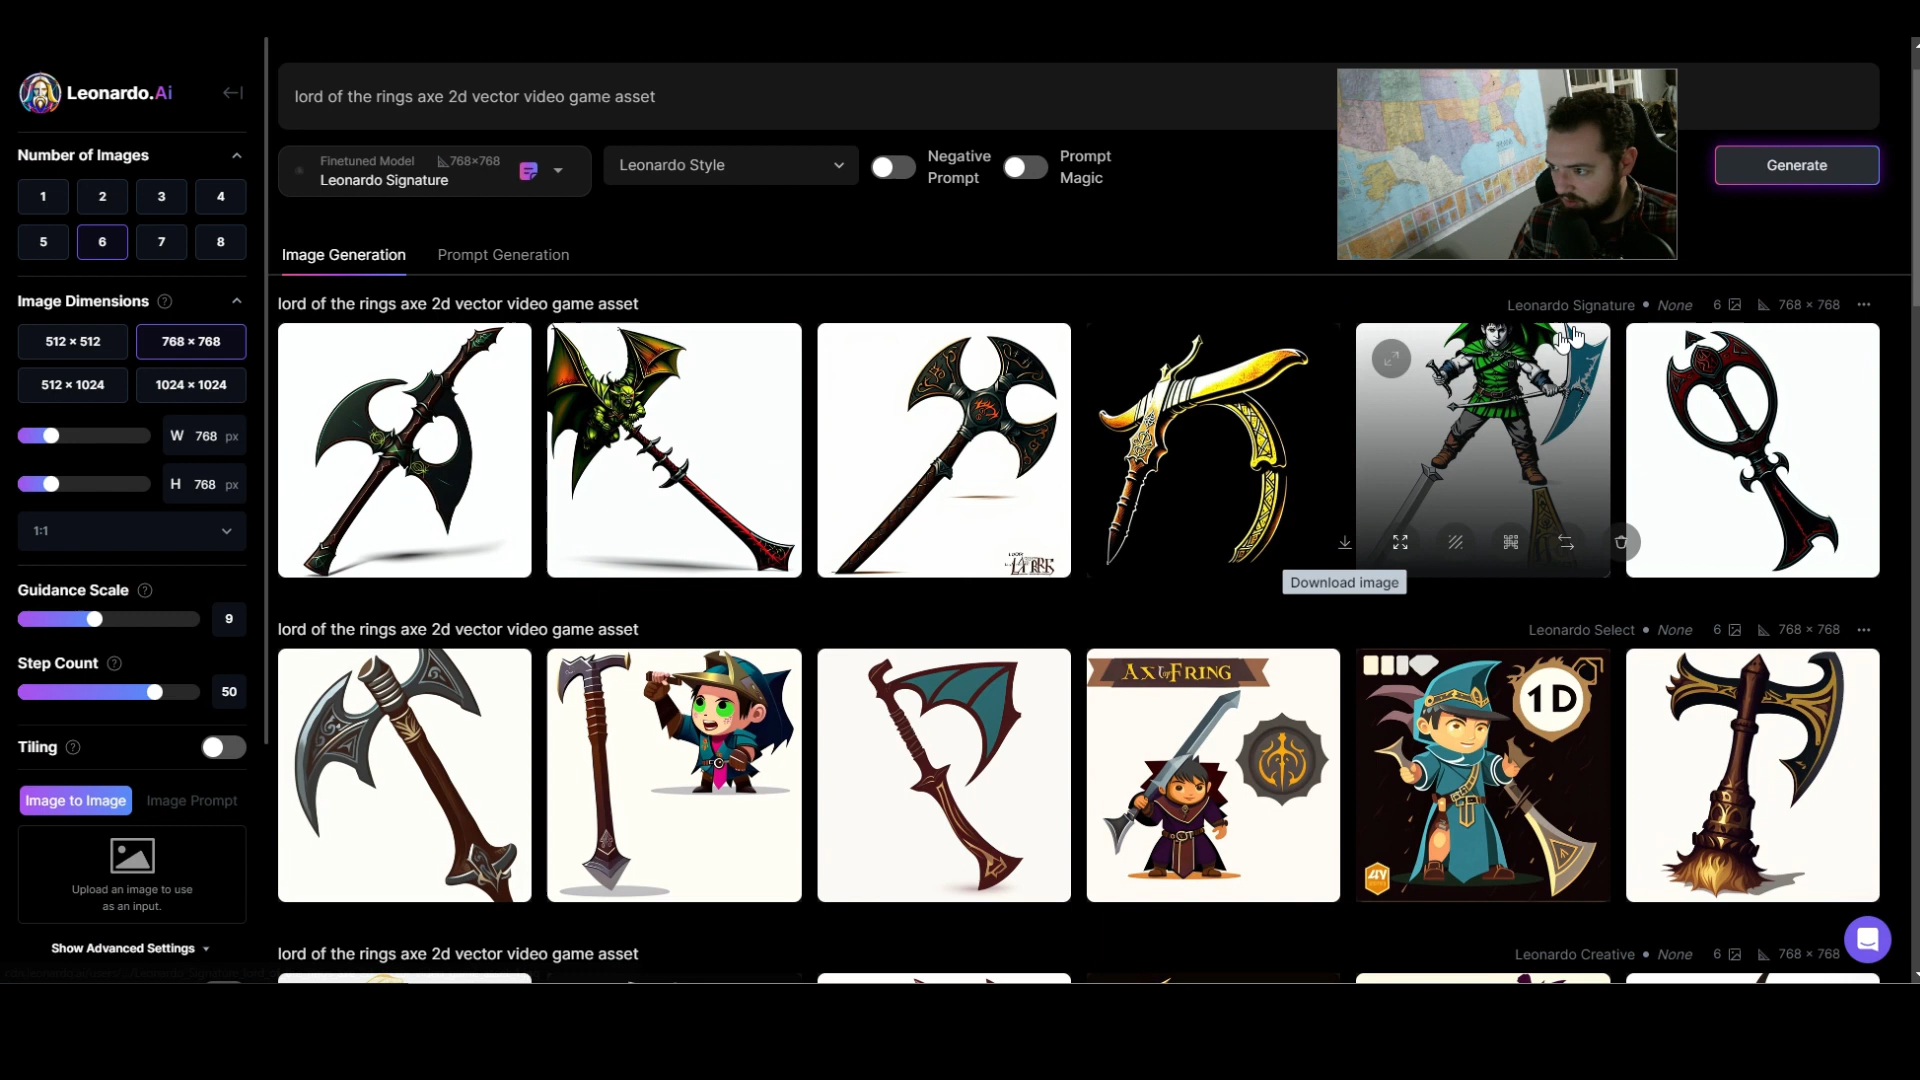 Leonardo.Ai
lord of the rings axe 2d vector video game asset
Finetuned Model
768×768
Leonardo Signature
Leonardo Style
Negative Prompt
Prompt Magic
Generate
Number of Images
1 2 3 4
5 6 7 8
Image Generation
Prompt Generation
Image Dimensions
512 × 512
768 × 768
512 × 1024
1024 × 1024
W 768 px
H 768 px
1:1
Guidance Scale
9
Step Count
50
Tiling
Image to Image
Image Prompt
Upload an image to use
as an input.
Show Advanced Settings
lord of the rings axe 2d vector video game asset
Leonardo Signature • None 6 768 × 768
Download image
lord of the rings axe 2d vector video game asset
Leonardo Select • None 6 768 × 768
1D
lord of the rings axe 2d vector video game asset
Leonardo Creative • None 6 768 × 768